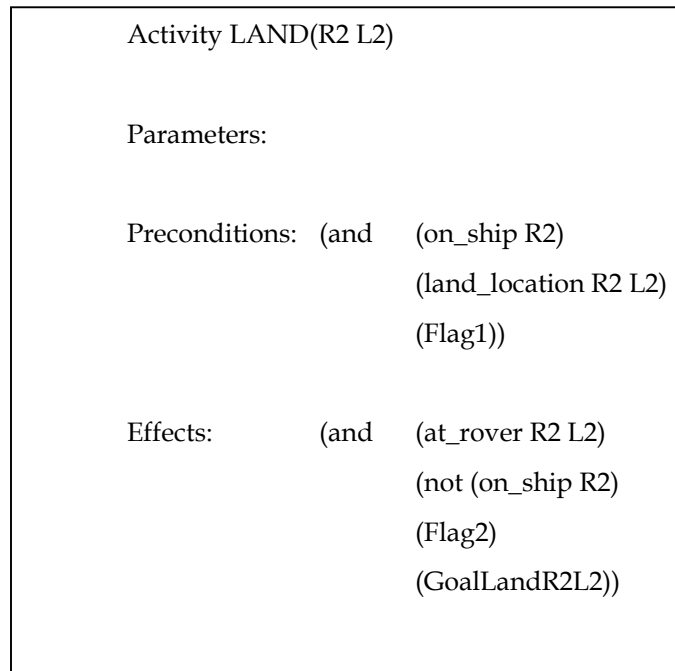 Activity LAND(R2 L2)
Parameters:
Preconditions: (and (on_ship R2)
(land_location R2 L2)
(Flag1))
Effects: (and (at_rover R2 L2)
(not (on_ship R2)
(Flag2)
(GoalLandR2L2))